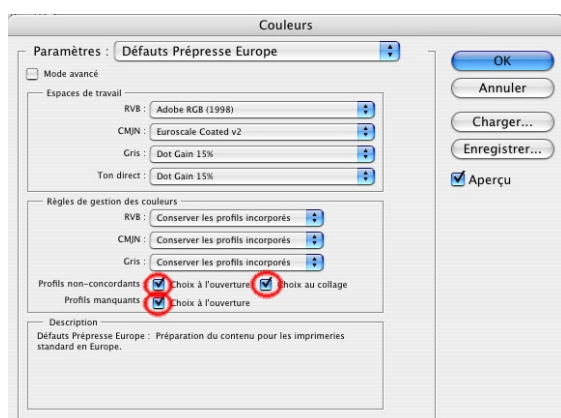 Couleurs
Paramètres : Défauts Prépresse Europe
OK
Mode avancé
Annuler
Espaces de travail
RVB : Adobe RGB (1998)
Charger...
CMJN : Euroscale Coated v2
Enregistrer...
Gris : Dot Gain 15%
Ton direct : Dot Gain 15%
Aperçu
Règles de gestion des couleurs
RVB : Conserver les profils incorporés
CMJN : Conserver les profils incorporés
Gris : Conserver les profils incorporés
Profils non-concordants : Choix à l'ouverture Choix au collage
Profils manquants : Choix à l'ouverture
Description
Défauts Prépresse Europe : Préparation du contenu pour les imprimeries
standard en Europe.